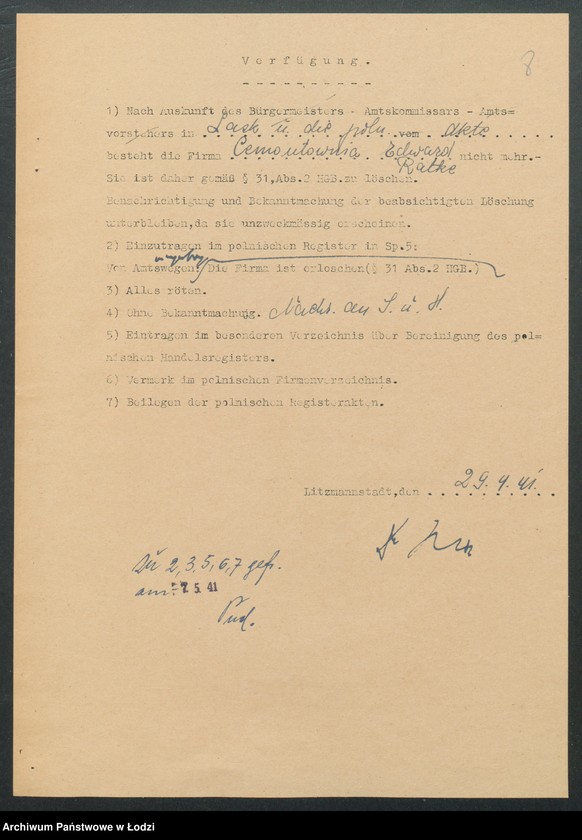 8
Verfügung.
1) Nach Auskunft des Bürgermeisters - Amtskommissars - Amts=
vorstehers in Lask u. die poln. vom Akte
besteht die Firma Cementownia Edward Ratke nicht mehr.-
Sie ist daher gemäß § 31,Abs.2 HGB.zu löschen.
Benachrichtigung und Bekanntmachung der beabsichtigten Löschung
unterbleiben,da sie unzweckmässig erscheinen.
2) Einzutragen im polnischen Register in Sp.5:
Von Amtswegen: Die Firma ist erloschen(§ 31 Abs.2 HGB.)
3) Alles röten.
4) Ohne Bekanntmachung. Nachr. an I. u. H.
5) Eintragen im besonderen Verzeichnis über Bereinigung des pol=
nischen Handelsregisters.
6) Vermerk im polnischen Firmenverzeichnis.
7) Beilegen der polnischen Registerakten.
Litzmannstadt,den 29.4.41.
Zu 2,3,5,6,7 gef.
am: 7. 5. 41
Archiwum Państwowe w Łodzi